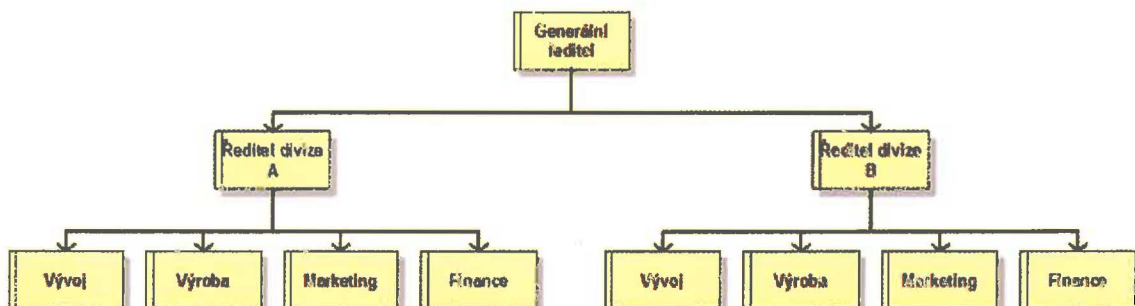 Generální
ředitel
Ředitel divize
A
Ředitel divize
B
Vývoj
Výroba
Marketing
Finance
Vývoj
Výroba
Marketing
Finance